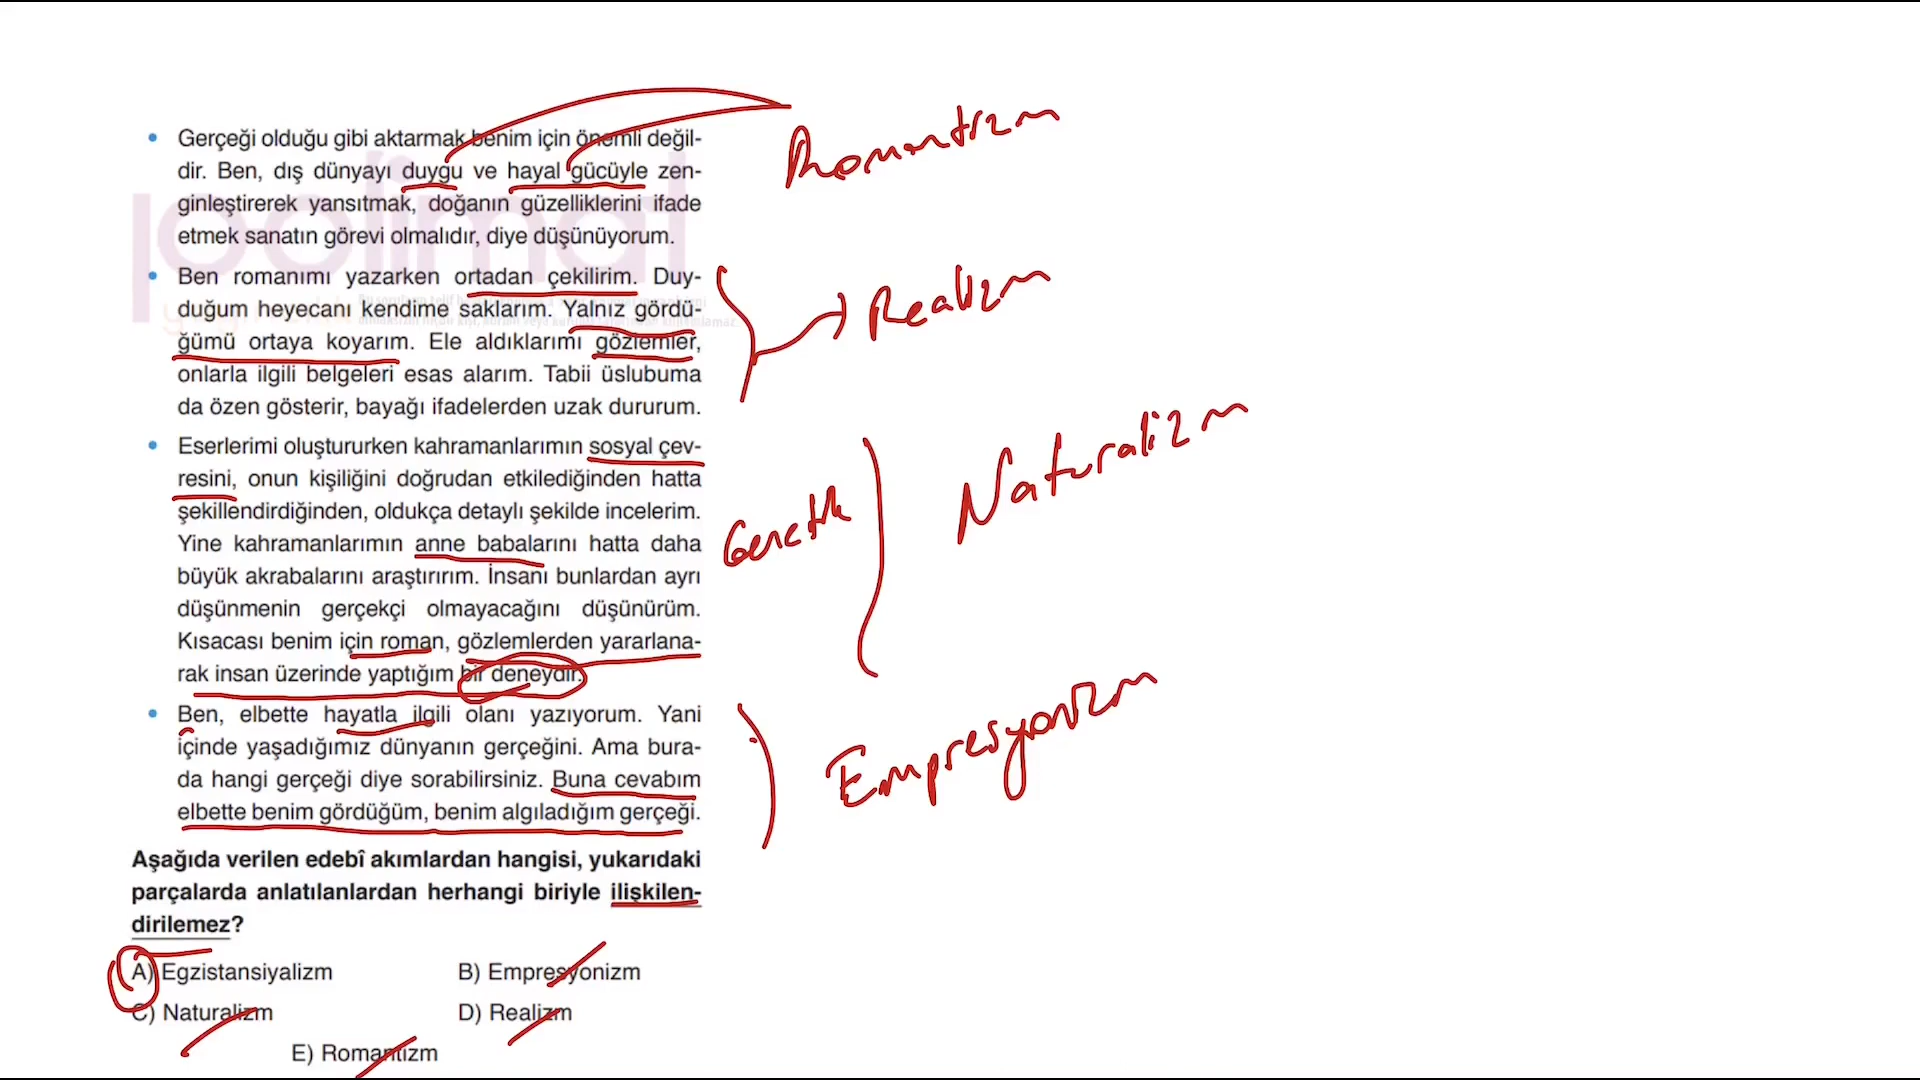 • Gerçeği olduğu gibi aktarmak benim için önemli değil-
dir. Ben, dış dünyayı duygu ve hayal gücüyle zen-
ginleştirerek yansıtmak, doğanın güzelliklerini ifade
etmek sanatın görevi olmalıdır, diye düşünüyorum.
Romantizm
• Ben romanımı yazarken ortadan çekilirim. Duy-
duğum heyecanı kendime saklarım. Yalnız gördü-
ğümü ortaya koyarım. Ele aldıklarımı gözlemler,
onlarla ilgili belgeleri esas alarım. Tabii üslubuma
da özen gösterir, bayağı ifadelerden uzak dururum.
Realizm
• Eserlerimi oluştururken kahramanlarımın sosyal çev-
resini, onun kişiliğini doğrudan etkilediğinden hatta
şekillendirdiğinden, oldukça detaylı şekilde incelerim.
Yine kahramanlarımın anne babalarını hatta daha
büyük akrabalarını araştırırım. İnsanı bunlardan ayrı
düşünmenin gerçekçi olmayacağını düşünürüm.
Kısacası benim için roman, gözlemlerden yararlana-
rak insan üzerinde yaptığım bir deneydir.
Genetik
Naturalizm
• Ben, elbette hayatla ilgili olanı yazıyorum. Yani
içinde yaşadığımız dünyanın gerçeğini. Ama bura-
da hangi gerçeği diye sorabilirsiniz. Buna cevabım
elbette benim gördüğüm, benim algıladığım gerçeği.
Empresyonizm
Aşağıda verilen edebî akımlardan hangisi, yukarıdaki
parçalarda anlatılanlardan herhangi biriyle ilişkilen-
dirilemez?
A) Egzistansiyalizm B) Empresyonizm
C) Naturalizm D) Realizm
E) Romantizm
polimat